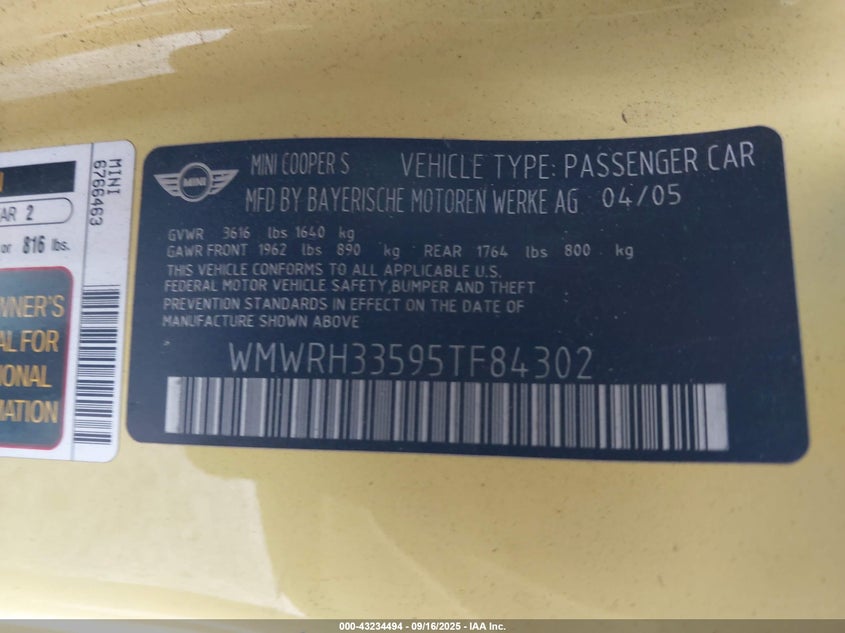 MINI
6766463
AR 2
or 816 lbs.
WNER'S
AL FOR
IONAL
MATION
MINI
MINI COOPER S VEHICLE TYPE: PASSENGER CAR
MFD BY BAYERISCHE MOTOREN WERKE AG 04/05
GVWR 3616 lbs 1640 kg
GAWR FRONT 1962 lbs 890 kg REAR 1764 lbs 800 kg
THIS VEHICLE CONFORMS TO ALL APPLICABLE U.S.
FEDERAL MOTOR VEHICLE SAFETY,BUMPER AND THEFT
PREVENTION STANDARDS IN EFFECT ON THE DATE OF
MANUFACTURE SHOWN ABOVE
WMWRH33595TF84302
000-43234494 - 09/16/2025 - IAA Inc.